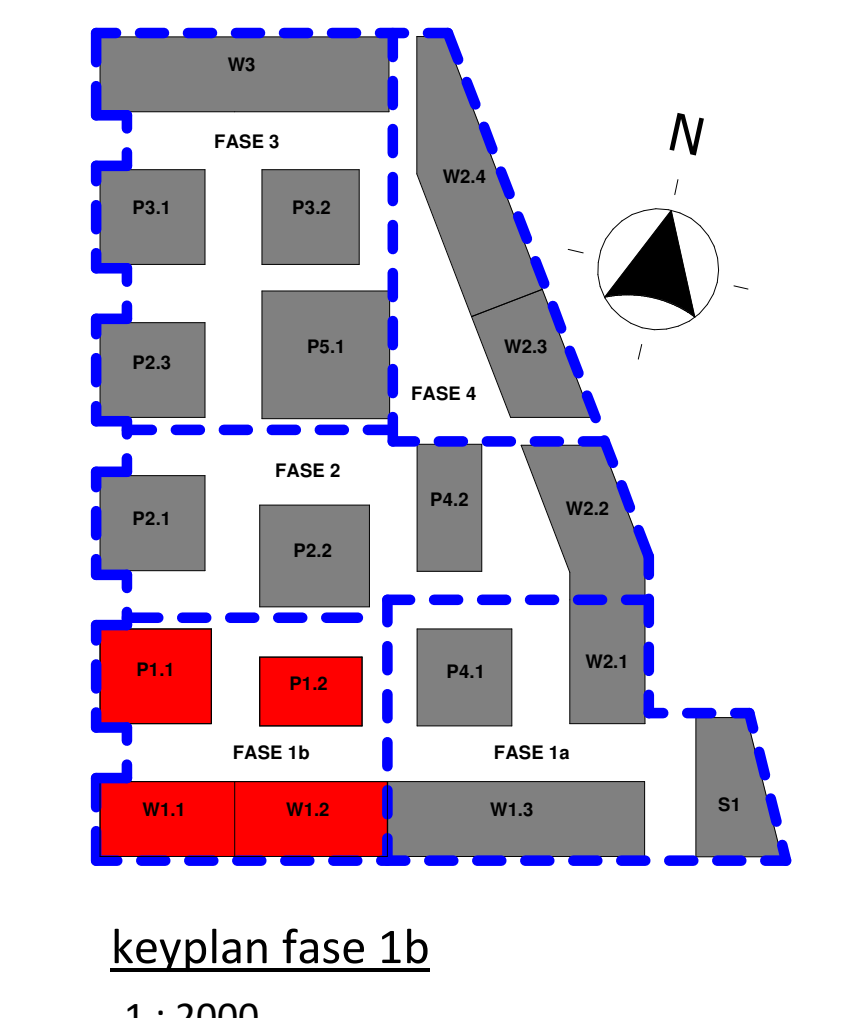 W3
FASE 3
N
W2.4
P3.1
P3.2
W2.3
P5.1
P2.3
FASE 4
FASE 2
P4.2
W2.2
P2.1
P2.2
P1.1
P1.2
P4.1
W2.1
FASE 1b
FASE 1a
W1.1
W1.2
W1.3
S1
keyplan fase 1b
1 : 2000